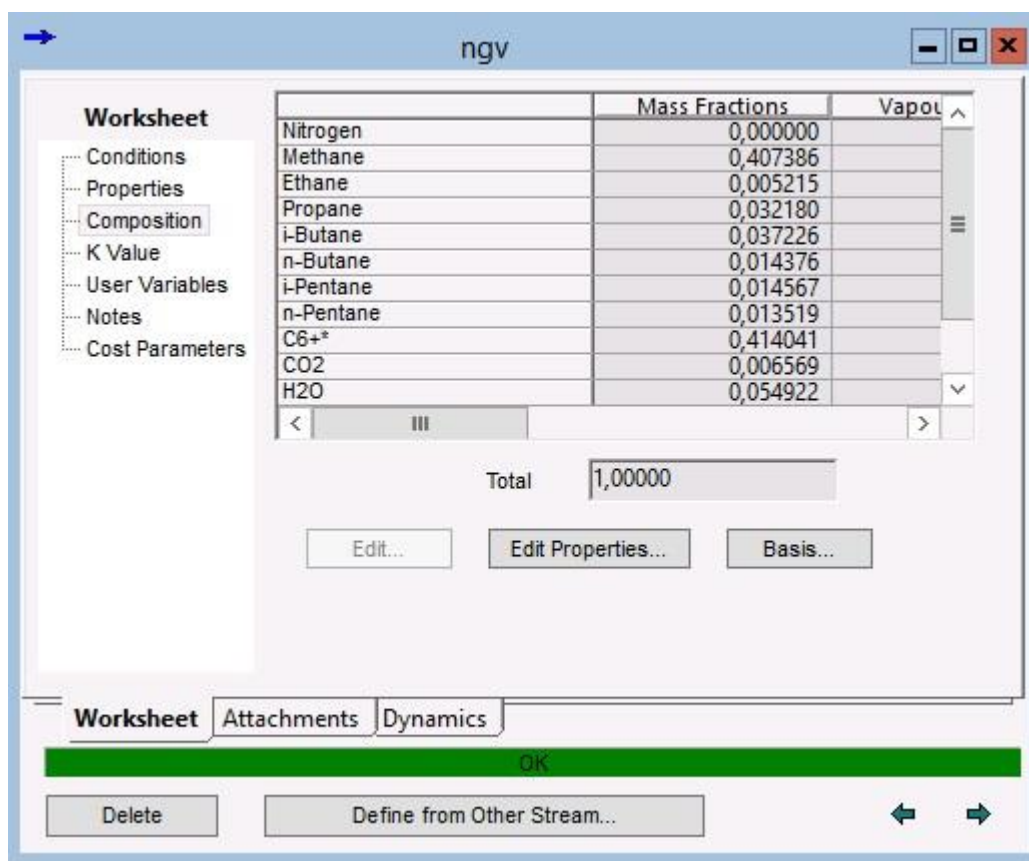 ngv
Worksheet
Conditions
Properties
Composition
K Value
User Variables
Notes
Cost Parameters
Mass Fractions Vapou
Nitrogen 0,000000
Methane 0,407386
Ethane 0,005215
Propane 0,032180
i-Butane 0,037226
n-Butane 0,014376
i-Pentane 0,014567
n-Pentane 0,013519
C6+* 0,414041
CO2 0,006569
H2O 0,054922
Total 1,00000
Edit... Edit Properties... Basis...
Worksheet Attachments Dynamics
OK
Delete Define from Other Stream...